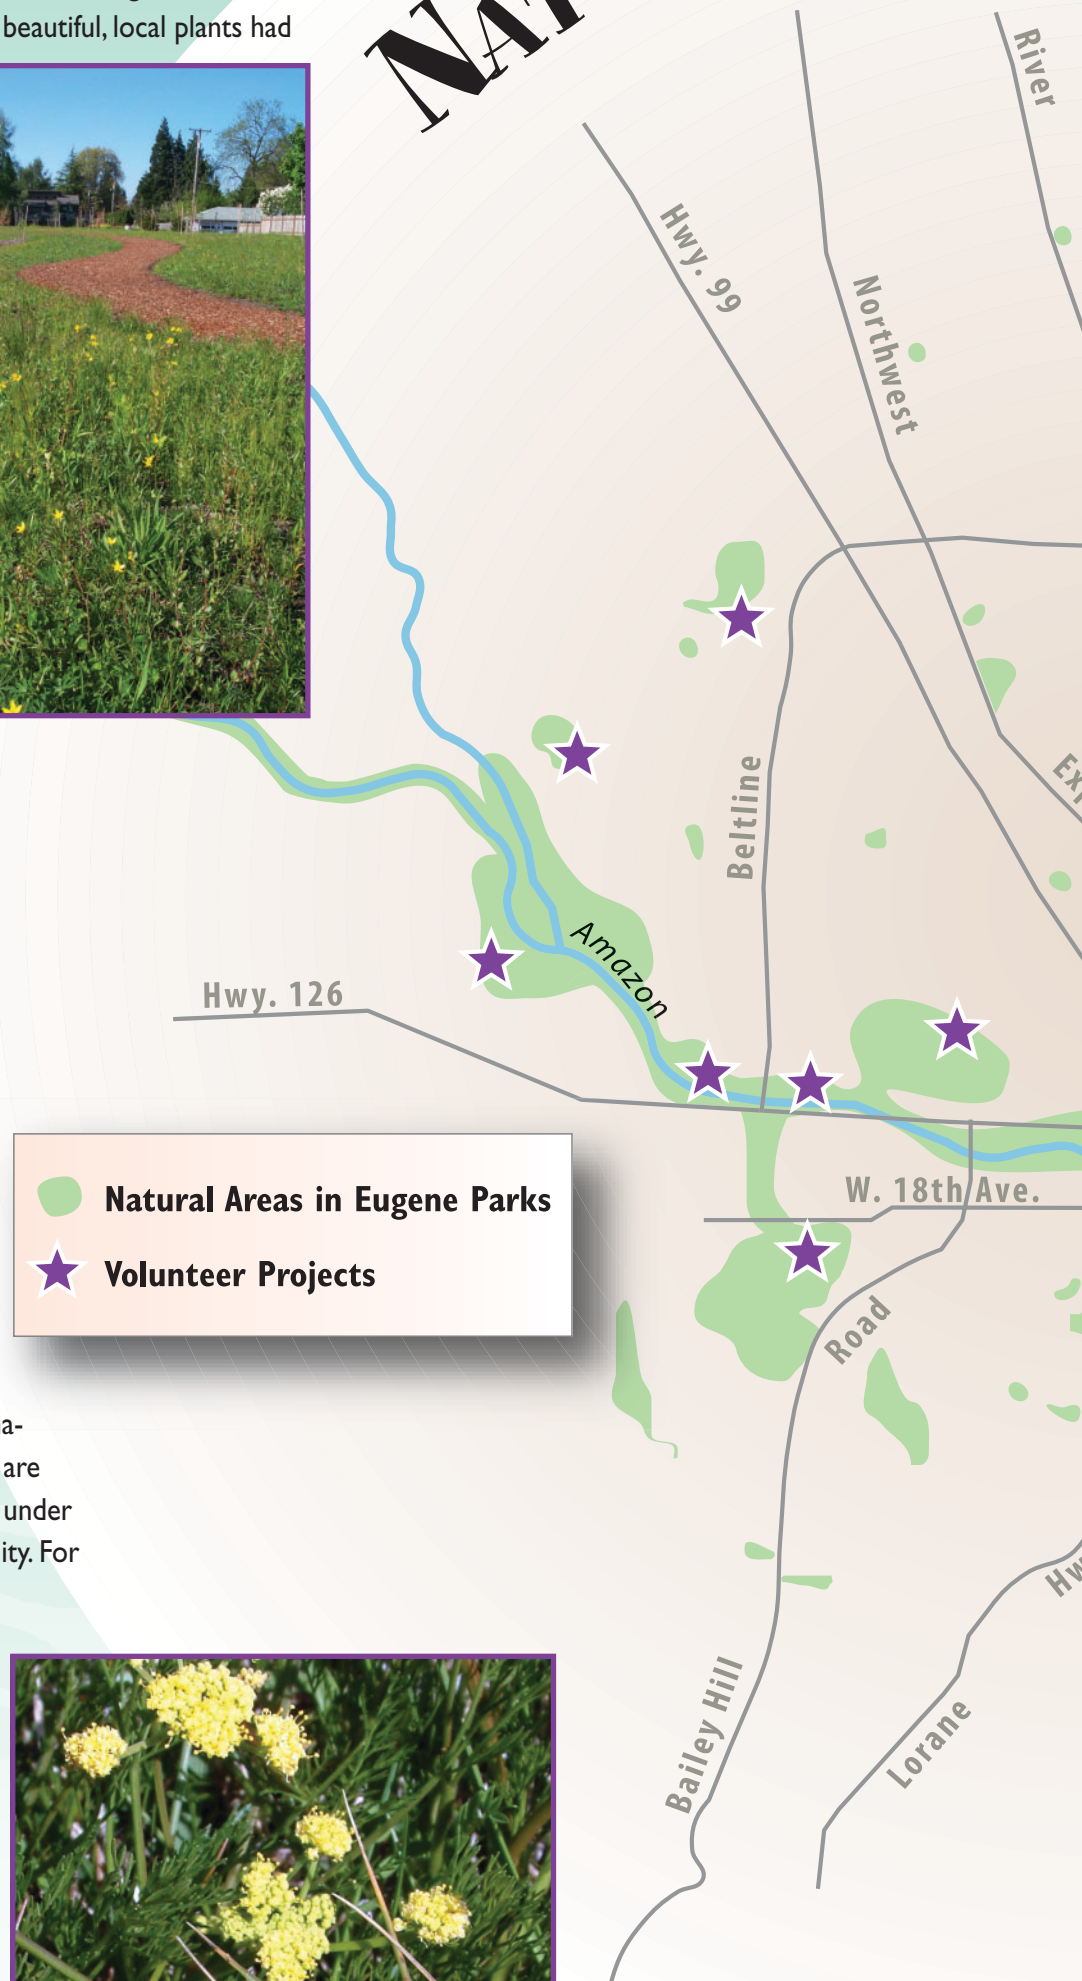 beautiful, local plants had
River
Hwy. 99
Northwest
Beltline
Amazon
Hwy. 126
Natural Areas in Eugene Parks
Volunteer Projects
W. 18th Ave.
Road
are
under
ity. For
Bailey Hill
Lorane